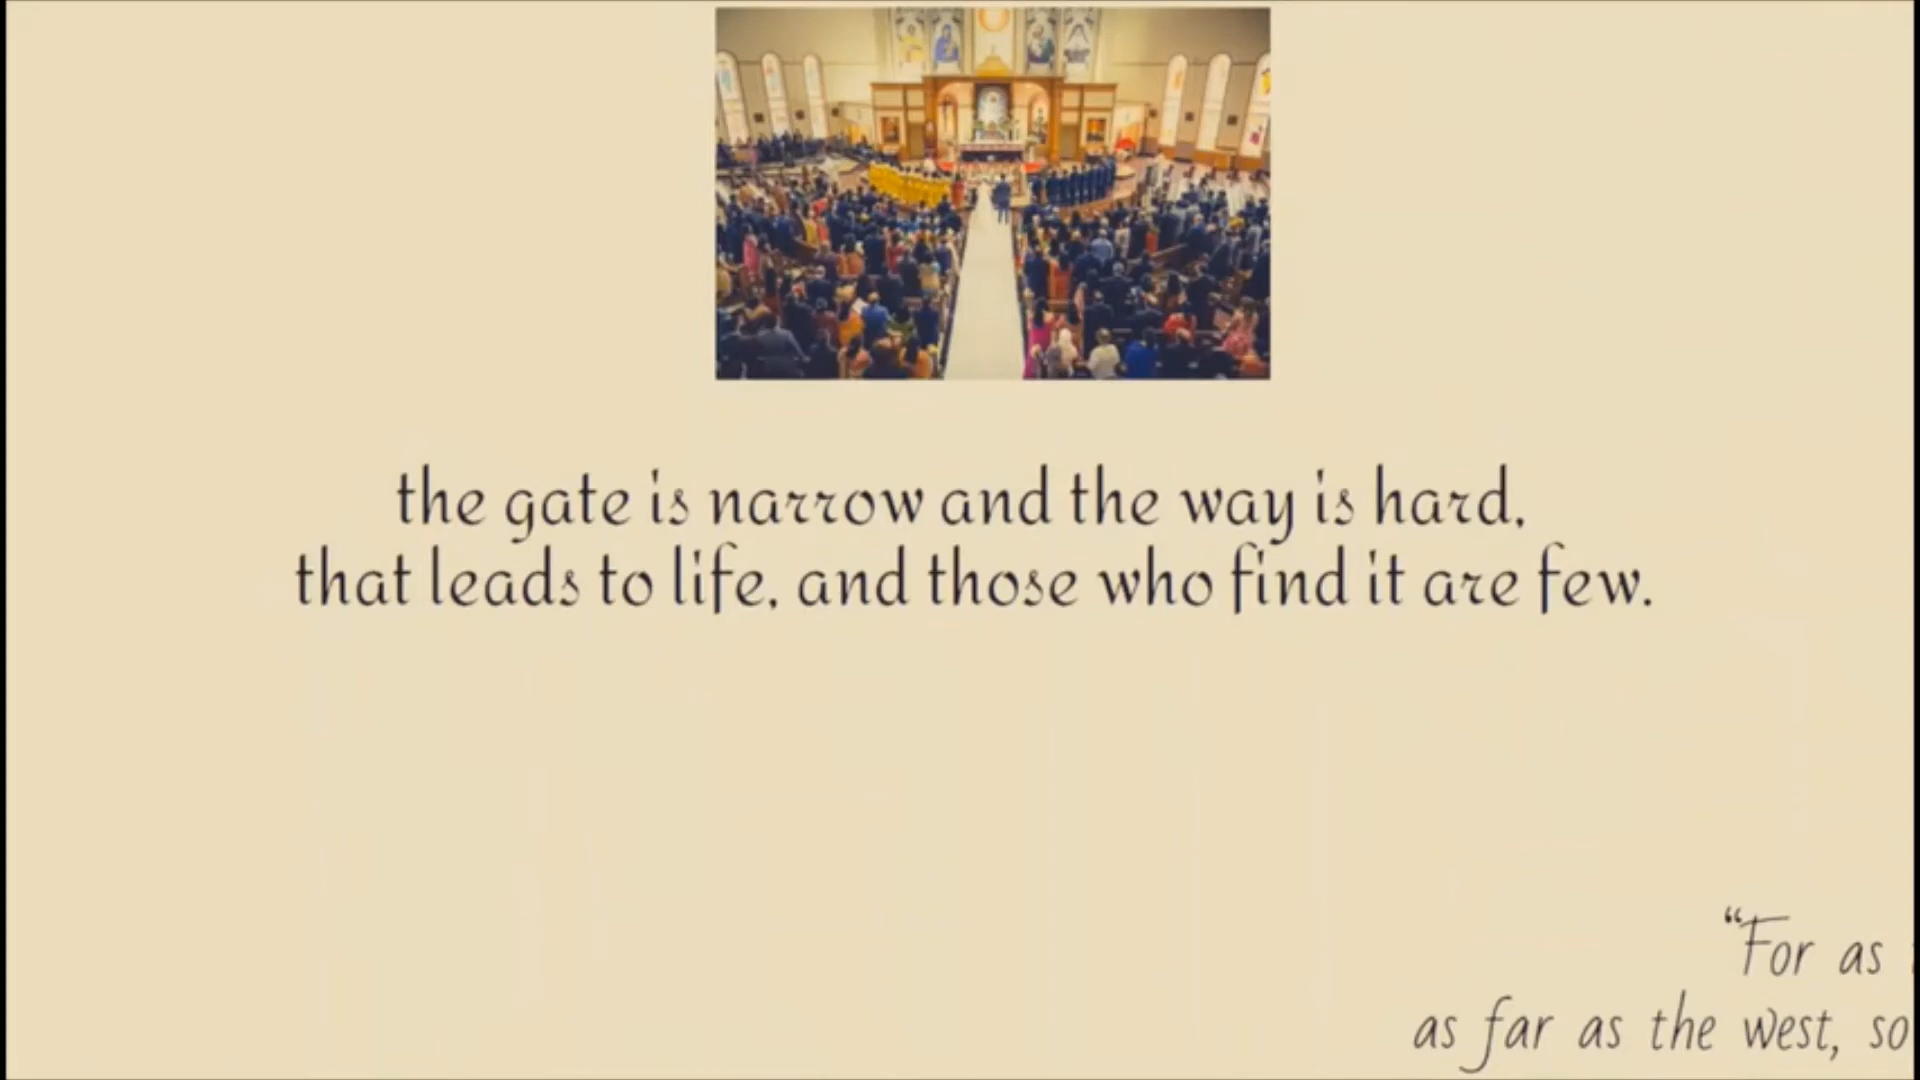 the gate is narrow and the way is hard,
that leads to life, and those who find it are few.
“For as
as far as the west, so